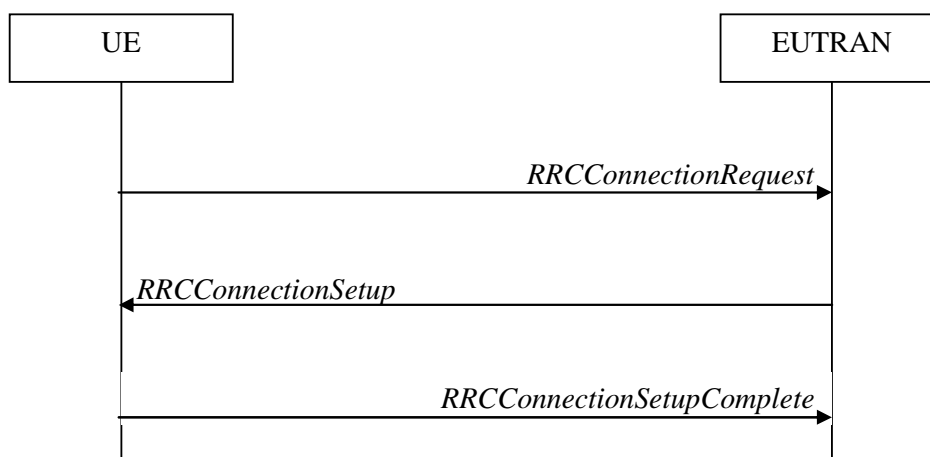 UE
EUTRAN
RRCConnectionRequest
RRCConnectionSetup
RRCConnectionSetupComplete